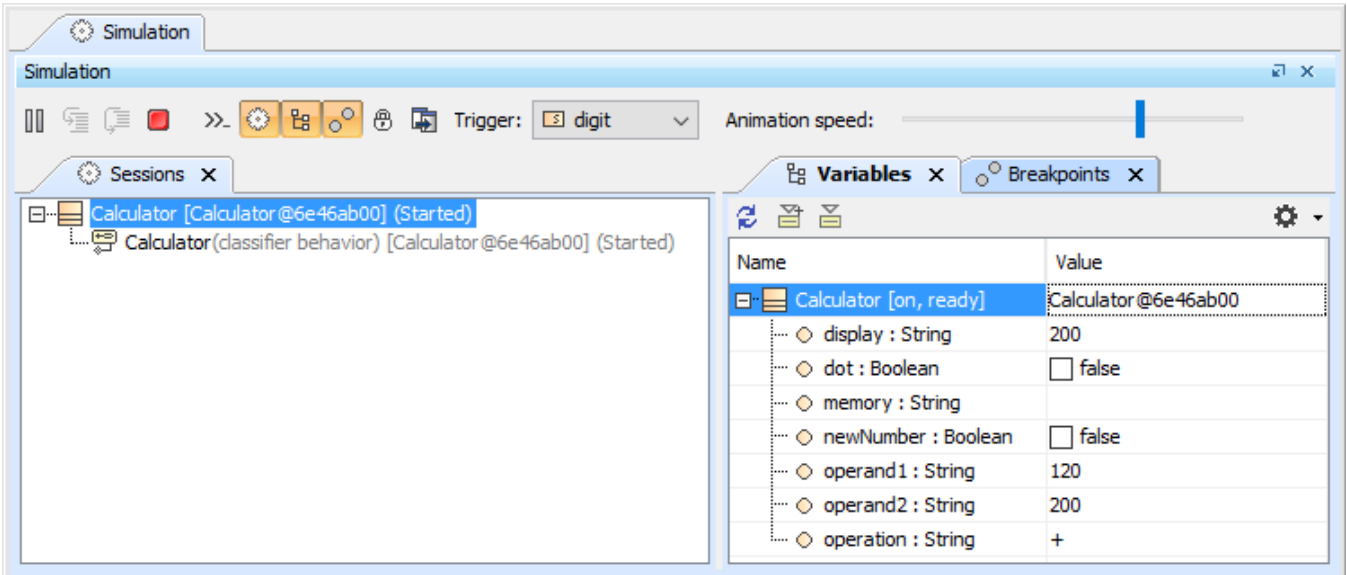 Simulation
Simulation
Trigger: digit Animation speed:
Sessions
Calculator [Calculator@6e46ab00] (Started)
Calculator(classifier behavior) [Calculator@6e46ab00] (Started)
Variables Breakpoints
Name Value
Calculator [on, ready] Calculator@6e46ab00
display : String 200
dot : Boolean false
memory : String
newNumber : Boolean false
operand1 : String 120
operand2 : String 200
operation : String +